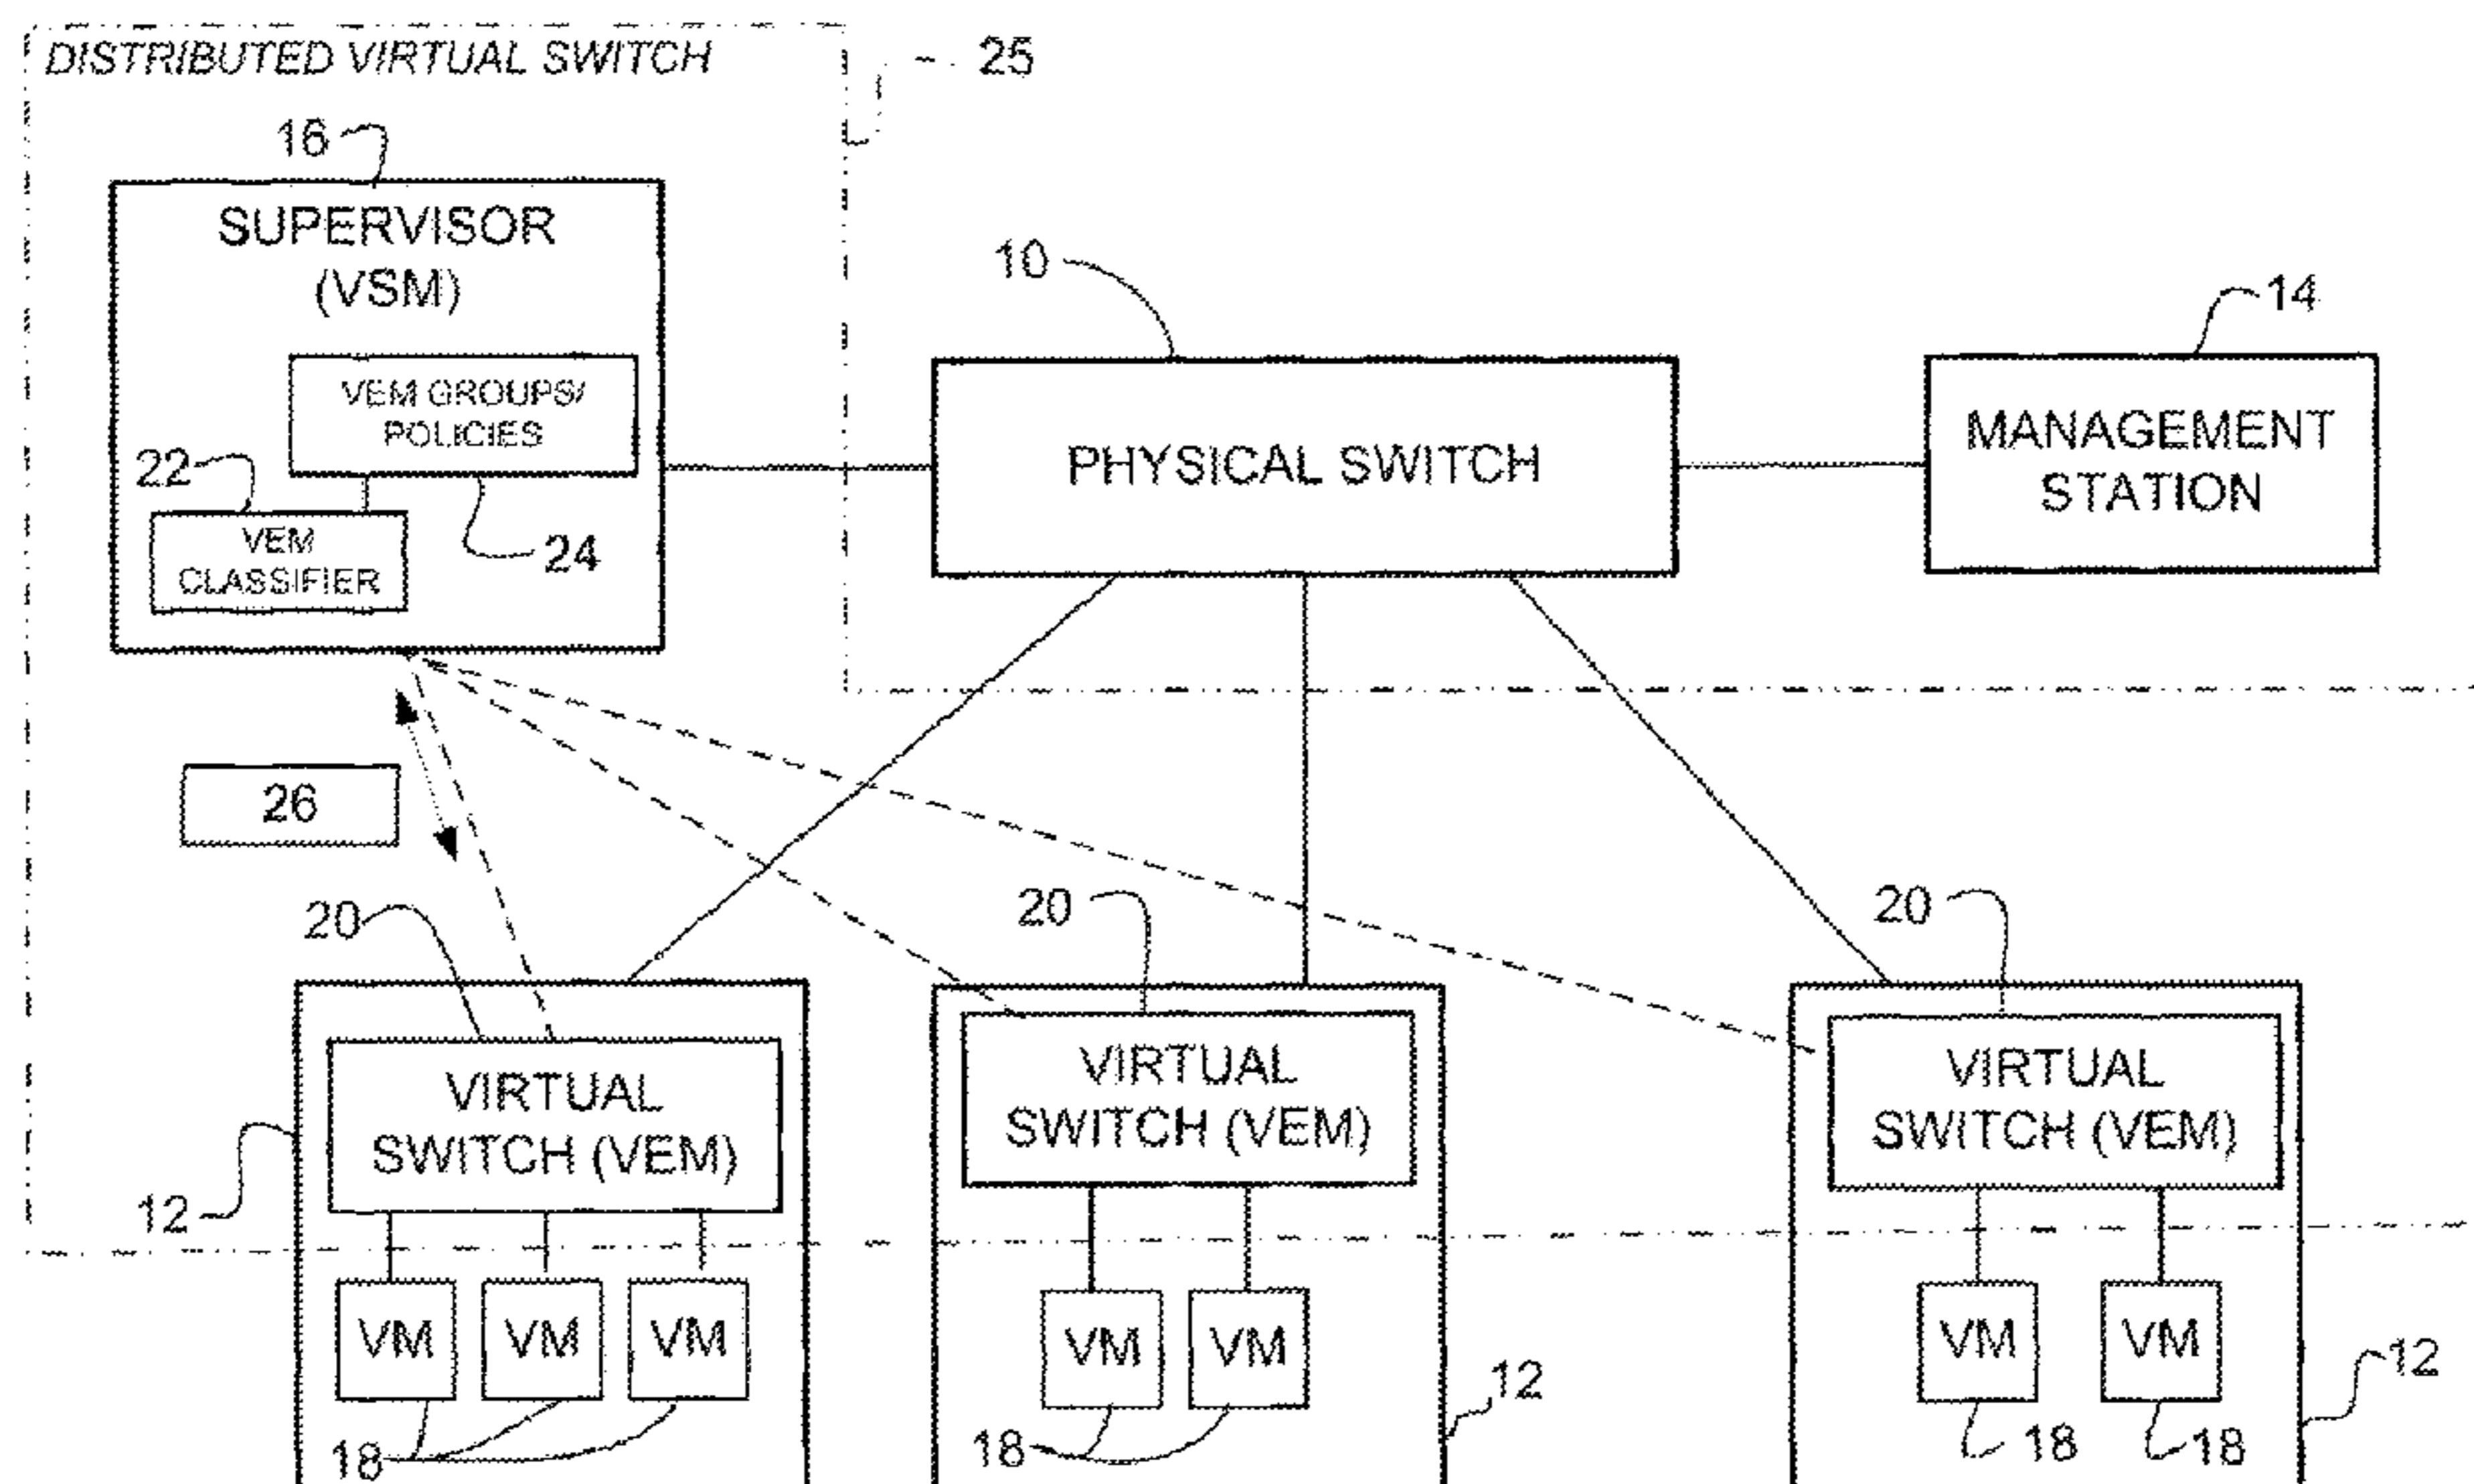 DISTRIBUTED VIRTUAL SWITCH
25
16
SUPERVISOR
(VSM)
10
14
VEM GROUPS/
POLICIES
22
VEM
CLASSIFIER
24
PHYSICAL SWITCH
MANAGEMENT
STATION
26
20
20
20
VIRTUAL
SWITCH (VEM)
VIRTUAL
SWITCH (VEM)
VIRTUAL
SWITCH (VEM)
12
VM
VM
VM
VM
VM
VM
VM
12
12
18
18
18
18